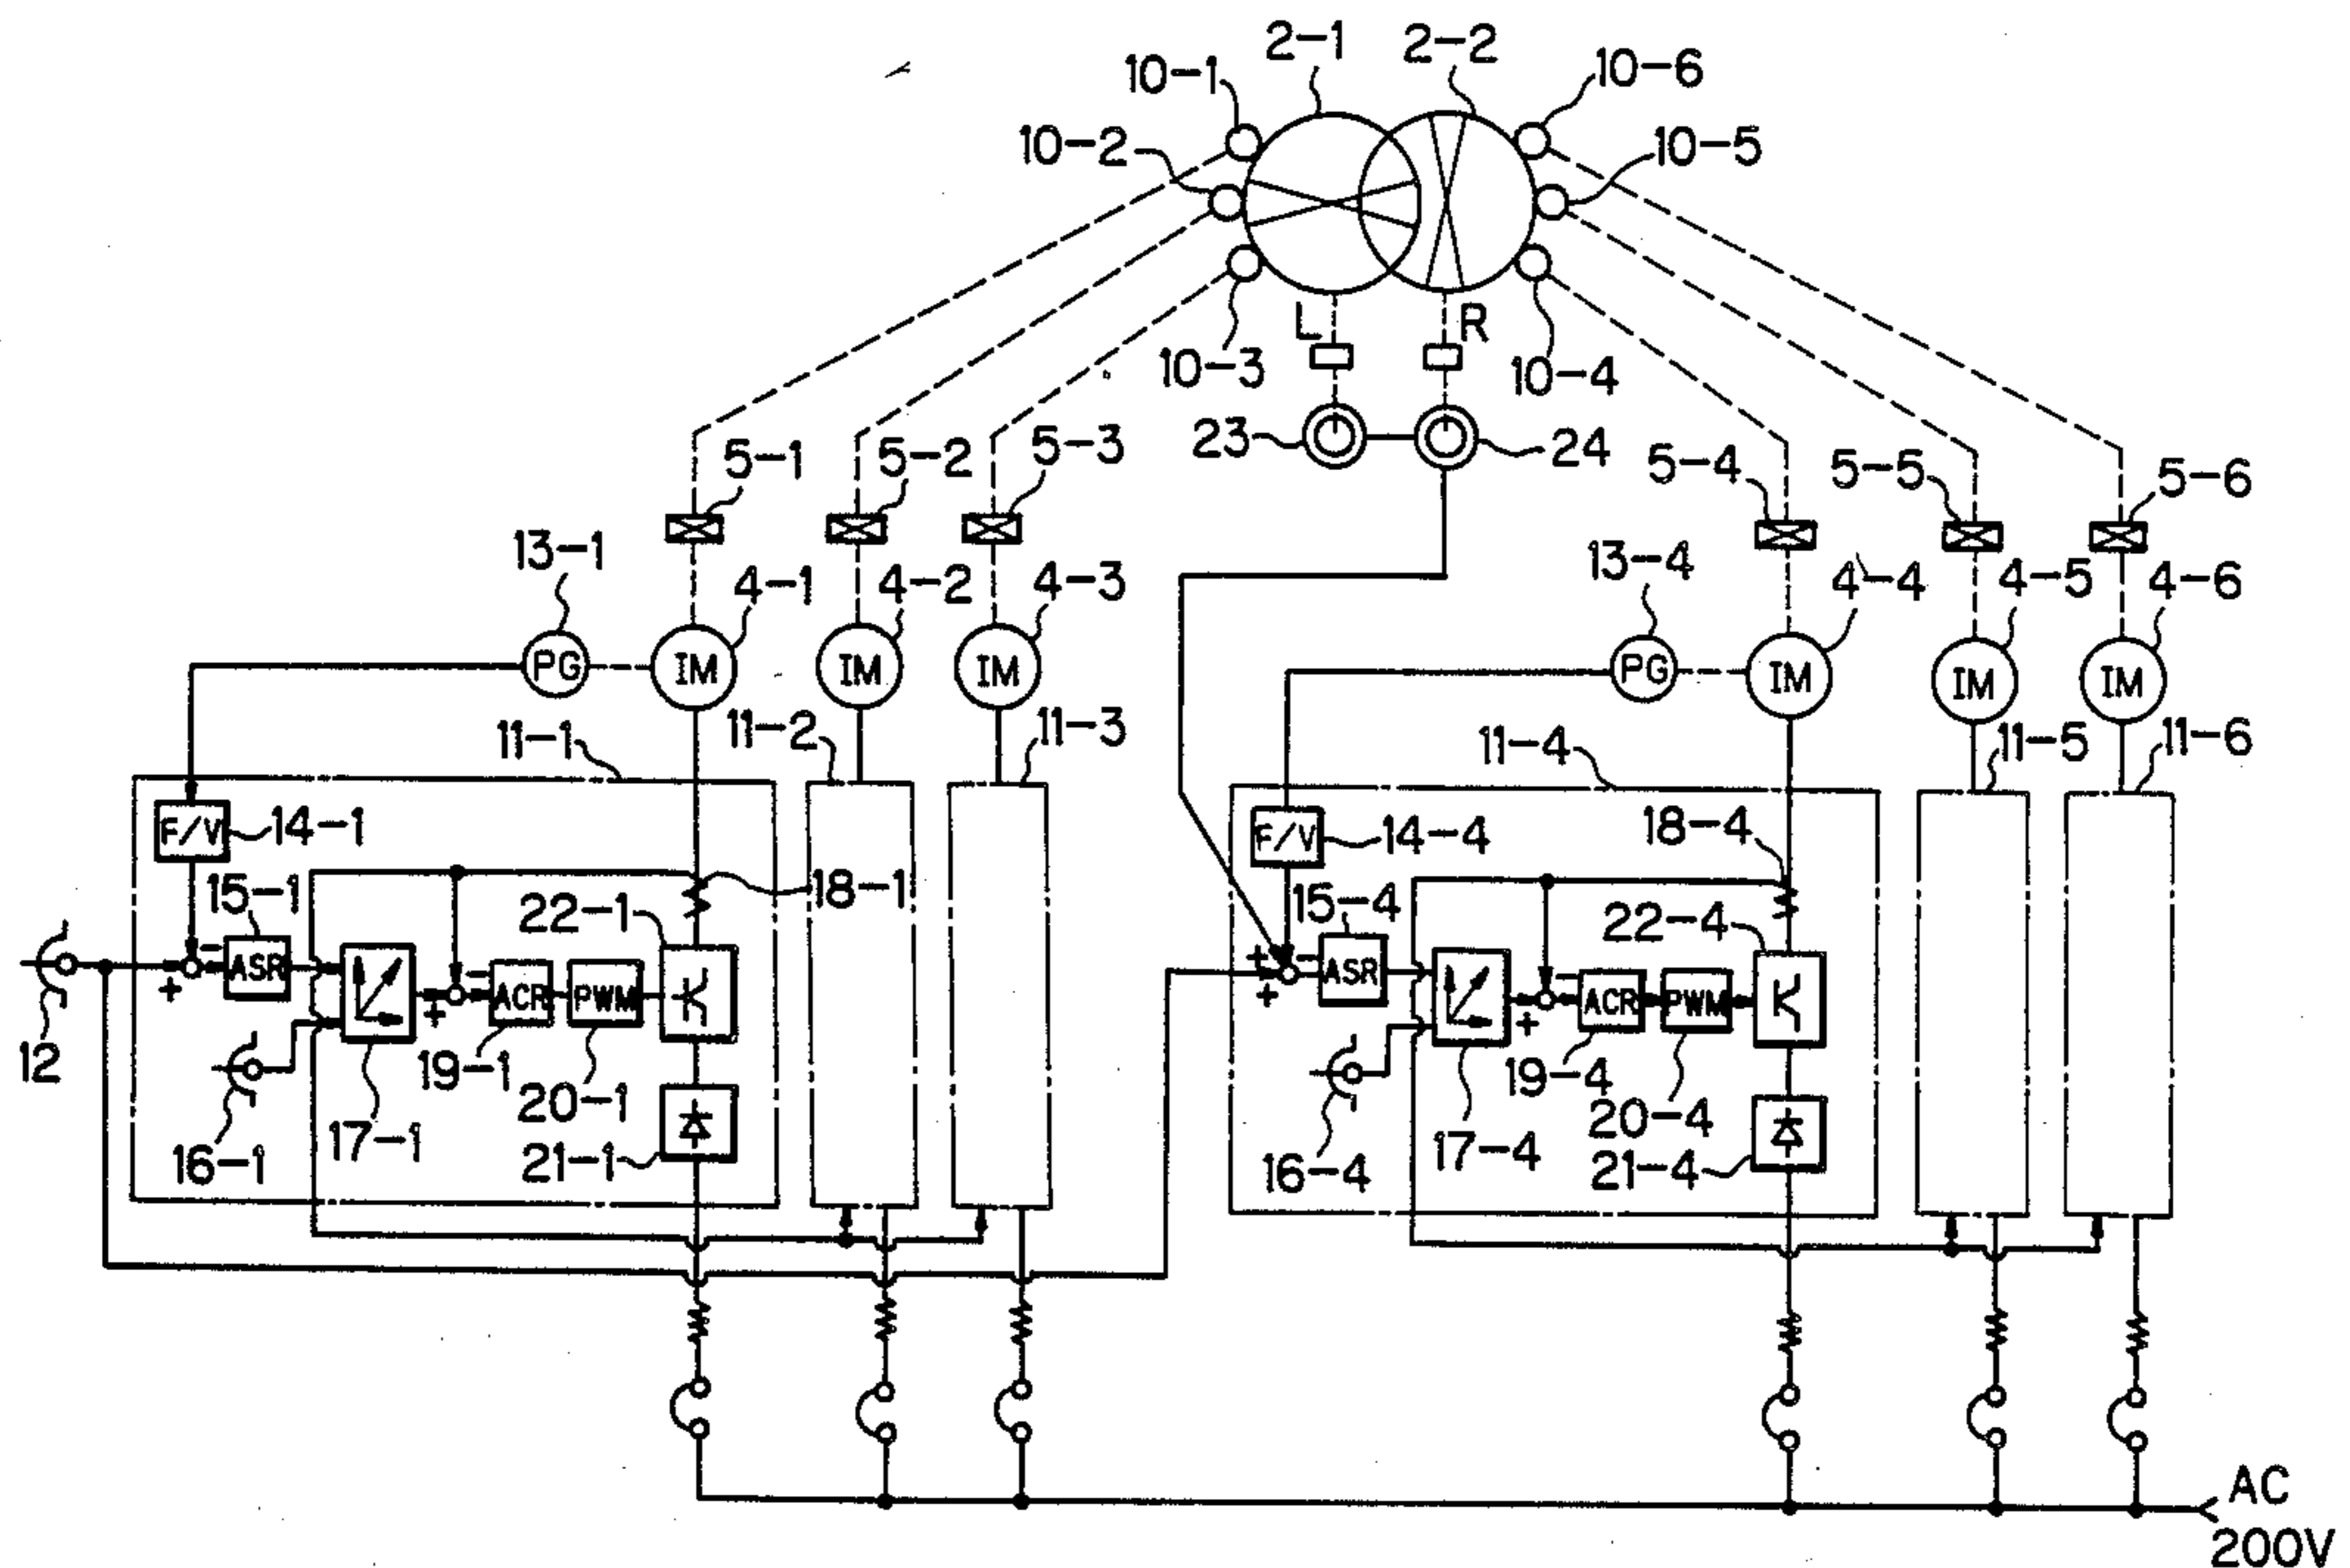 2-1
2-2
10-1
10-6
10-2
10-5
L
R
10-3
10-4
23
24
5-1
5-2
5-3
5-4
5-5
5-6
13-1
4-1
4-2
4-3
13-4
4-4
4-5
4-6
PG
IM
IM
IM
PG
IM
IM
IM
11-1
11-2
11-3
11-4
11-5
11-6
F/V
14-1
F/V
14-4
18-4
15-1
18-1
15-4
22-1
22-4
+
-
ASR
+
-
ACR
PWM
+
-
ASR
+
-
ACR
PWM
+
12
19-1
19-4
16-1
17-1
20-1
21-1
16-4
17-4
20-4
21-4
AC
200V